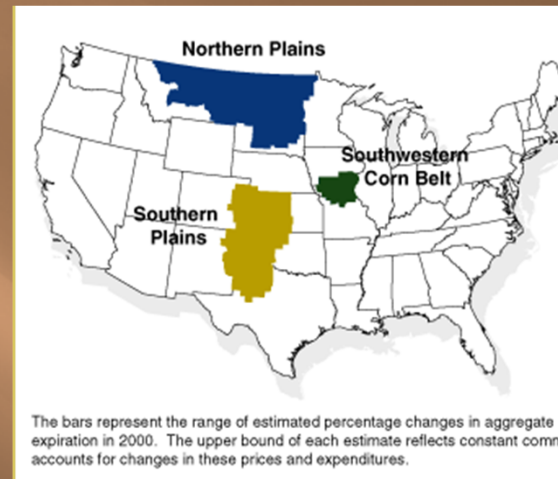 Northern Plains
Southwestern
Corn Belt
Southern
Plains
The bars represent the range of estimated percentage changes in aggregate
expiration in 2000.  The upper bound of each estimate reflects constant comm
accounts for changes in these prices and expenditures.